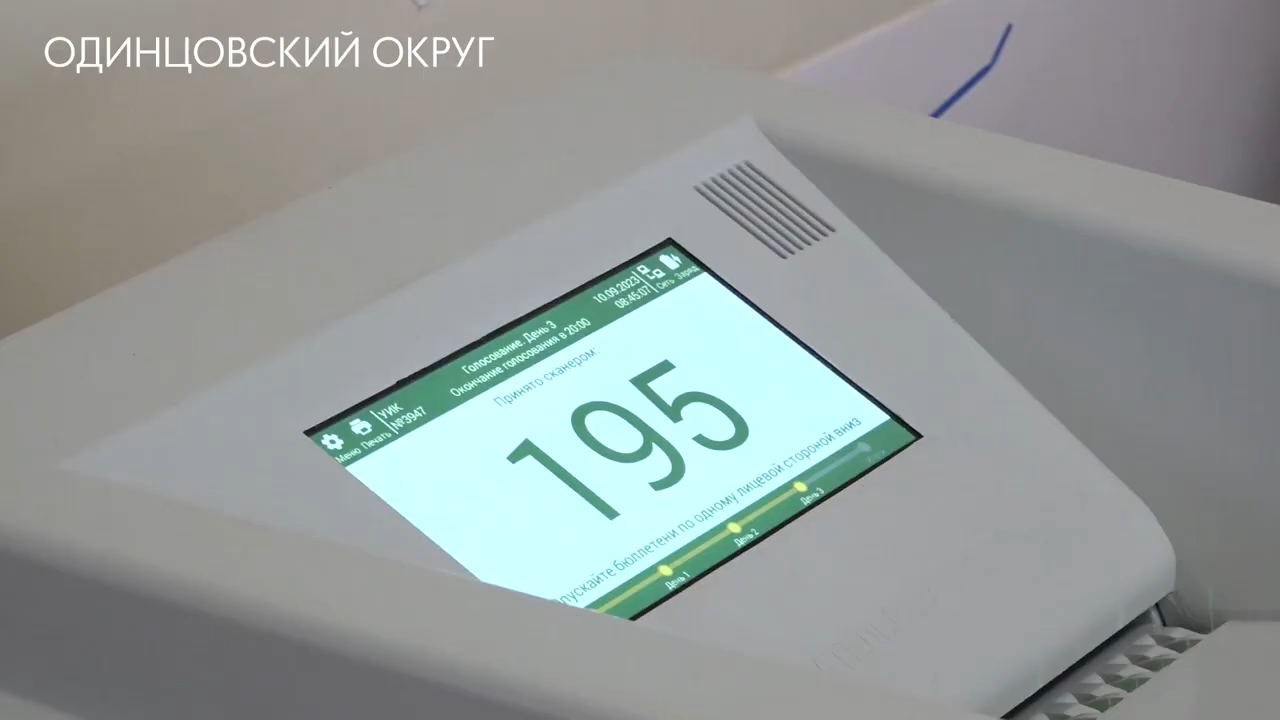 ОДИНЦОВСКИЙ ОКРУГ
Меню
Печать
УИК
№3947
Голосование. День 3
Окончание голосования в 20:00
10.09.2023
08:45:07
Сеть
Заряд
Принято сканером:
195
пускайте бюллетени по одному лицевой стороной вниз
День 1
День 2
День 3